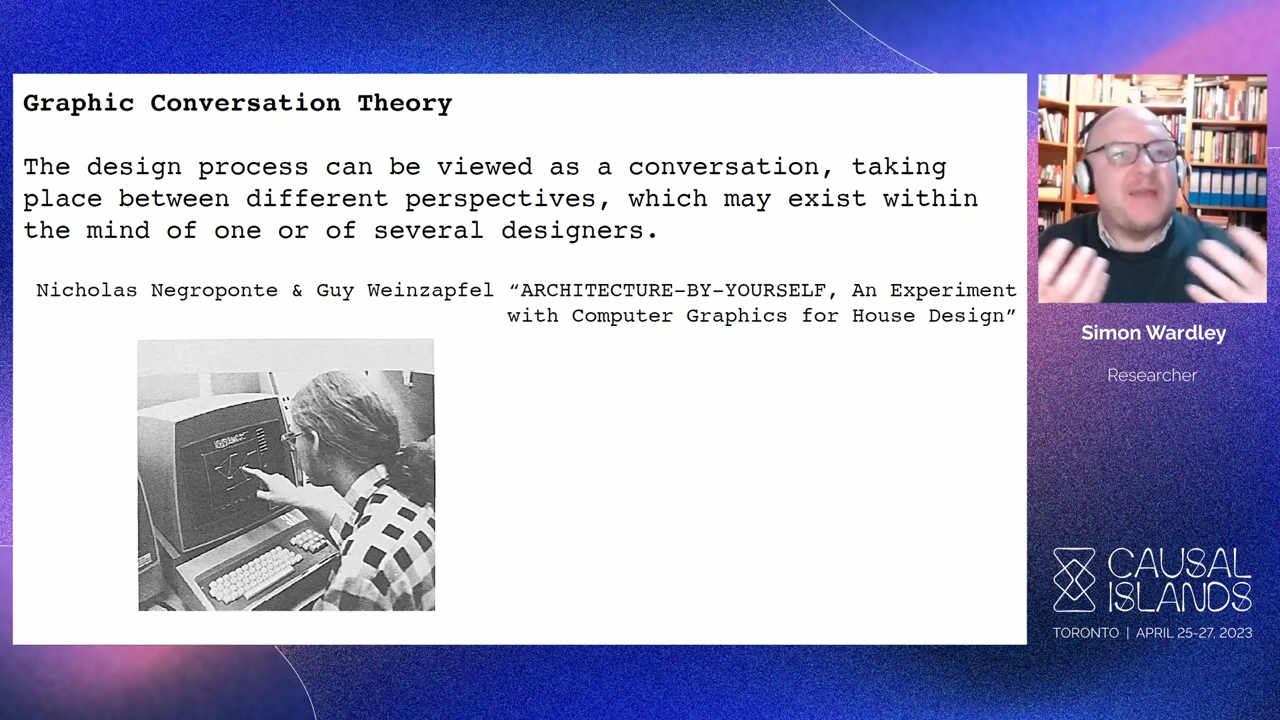 Graphic Conversation Theory
The design process can be viewed as a conversation, taking
place between different perspectives, which may exist within
the mind of one or of several designers.
Nicholas Negroponte & Guy Weinzapfel “ARCHITECTURE-BY-YOURSELF, An Experiment
with Computer Graphics for House Design”
Simon Wardley
Researcher
CAUSAL
ISLANDS
TORONTO | APRIL 25-27, 2023